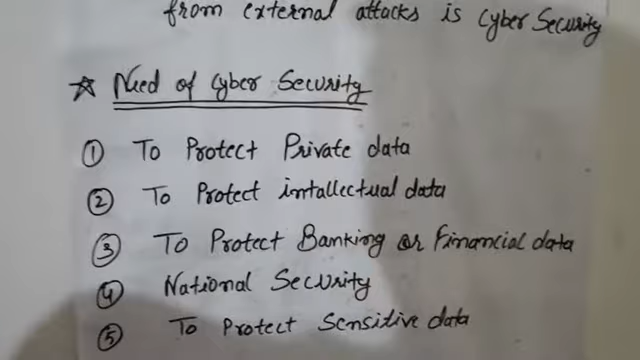 from external attacks is Cyber Security
☆ Need of Cyber Security
① To Protect Private data
② To Protect intallectual data
③ To Protect Banking or Financial data
④ National Security
⑤ To Protect Sensitive data